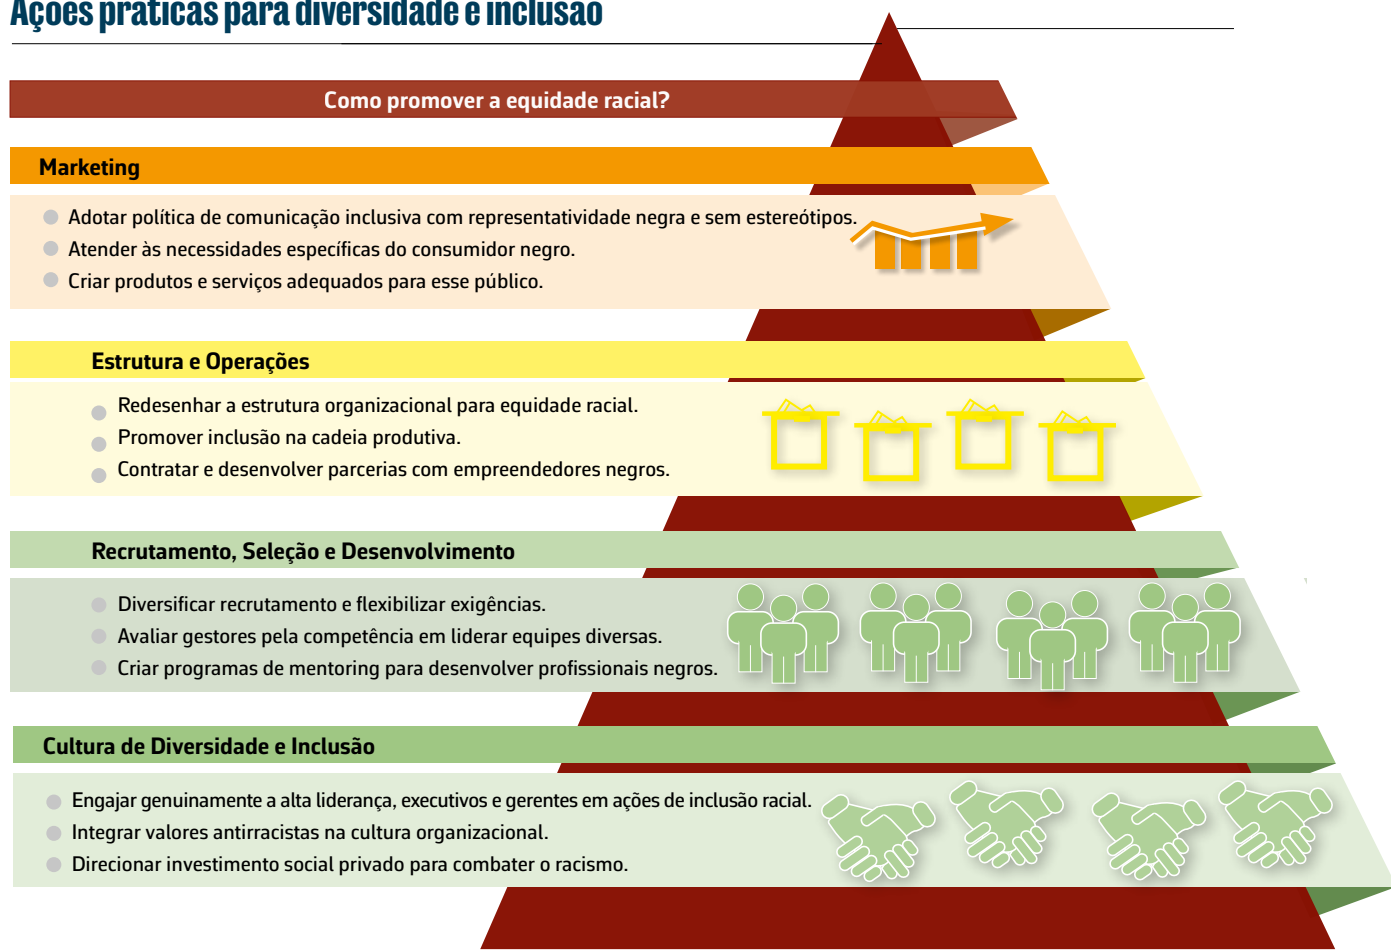 Ações práticas para diversidade e inclusão
Como promover a equidade racial?
Marketing
Adotar política de comunicação inclusiva com representatividade negra e sem estereótipos.
Atender às necessidades específicas do consumidor negro.
Criar produtos e serviços adequados para esse público.
Estrutura e Operações
Redesenhar a estrutura organizacional para equidade racial.
Promover inclusão na cadeia produtiva.
Contratar e desenvolver parcerias com empreendedores negros.
Recrutamento, Seleção e Desenvolvimento
Diversificar recrutamento e flexibilizar exigências.
Avaliar gestores pela competência em liderar equipes diversas.
Criar programas de mentoring para desenvolver profissionais negros.
Cultura de Diversidade e Inclusão
Engajar genuinamente a alta liderança, executivos e gerentes em ações de inclusão racial.
Integrar valores antirracistas na cultura organizacional.
Direcionar investimento social privado para combater o racismo.